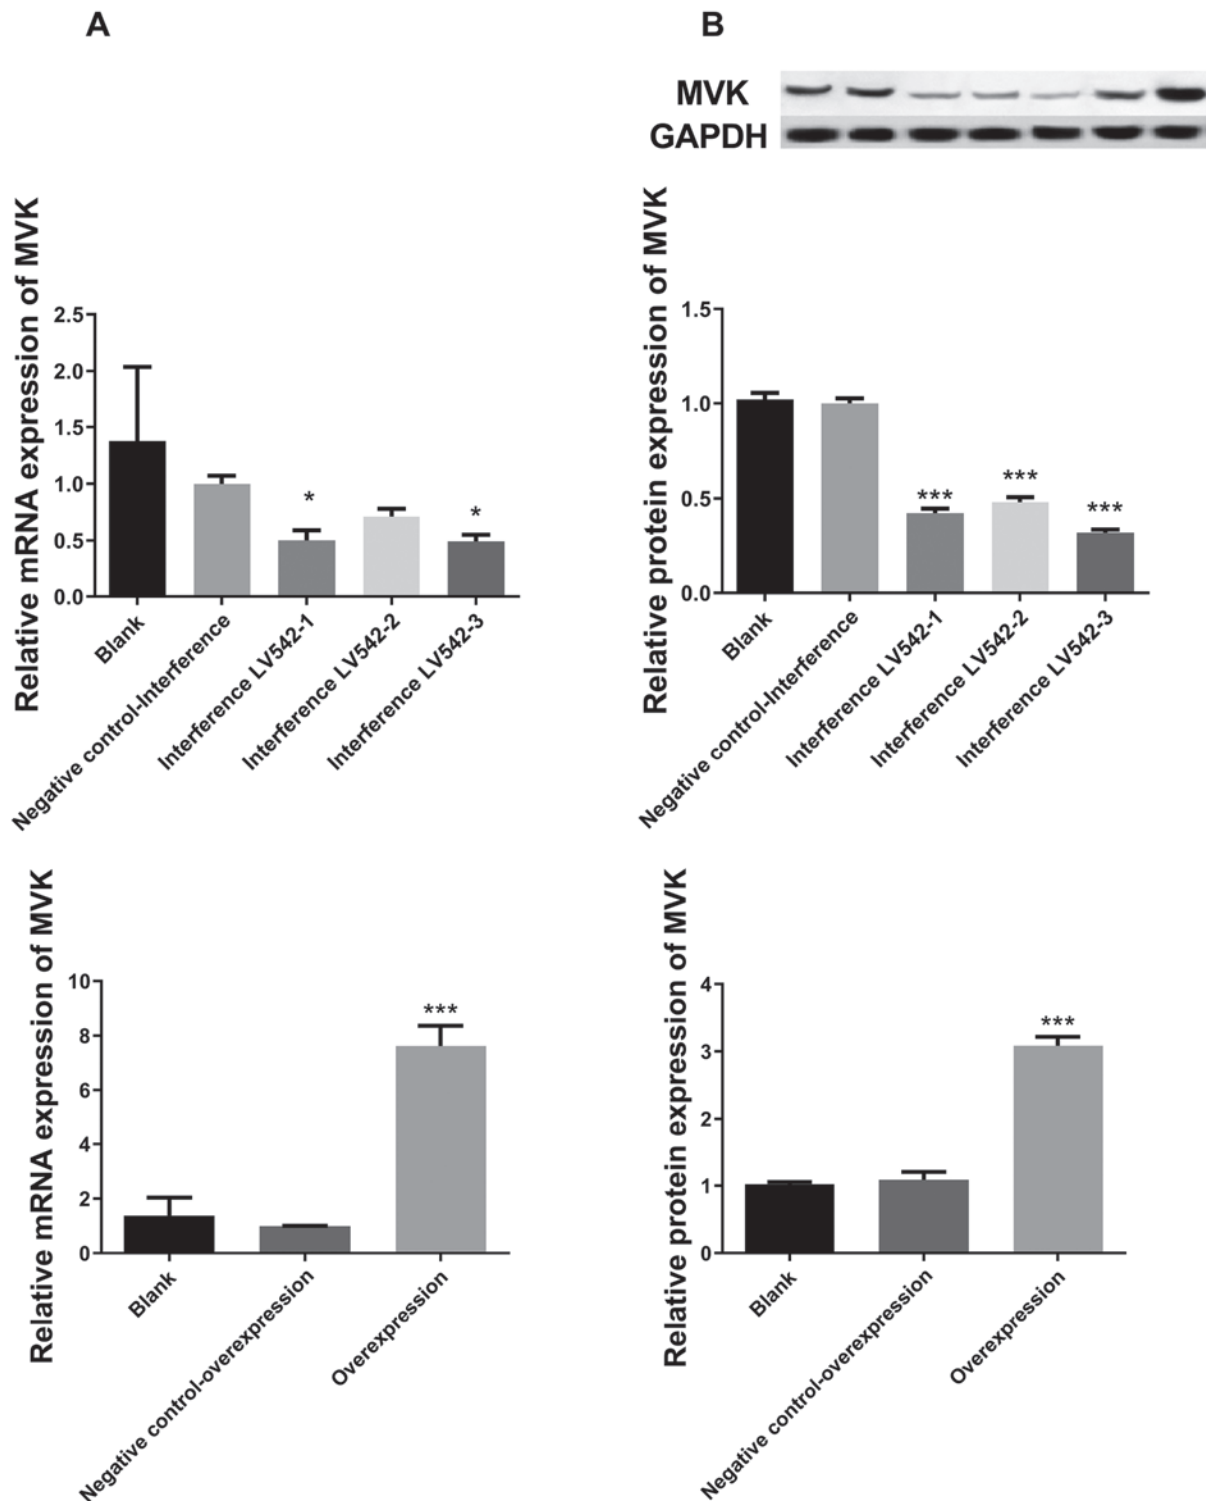 A
B
MVK
GAPDH
Relative mRNA expression of MVK
2.5
2.0
1.5
1.0
0.5
0.0
*
*
Blank
Negative control-Interference
Interference LV542-1
Interference LV542-2
Interference LV542-3
Relative protein expression of MVK
1.5
1.0
0.5
0.0
***
***
***
Blank
Negative control-Interference
Interference LV542-1
Interference LV542-2
Interference LV542-3
Relative mRNA expression of MVK
10
8
6
4
2
0
***
Blank
Negative control-overexpression
Overexpression
Relative protein expression of MVK
4
3
2
1
0
***
Blank
Negative control-overexpression
Overexpression